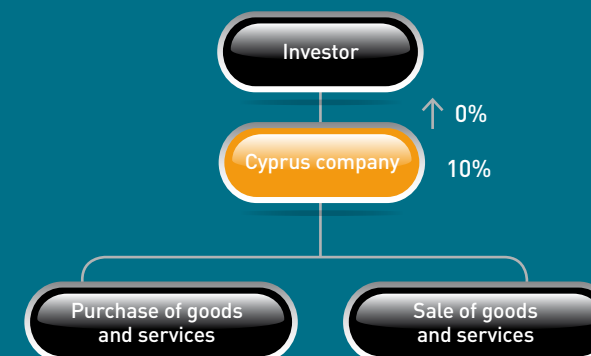 Investor
0%
Cyprus company
10%
Purchase of goods
and services
Sale of goods
and services